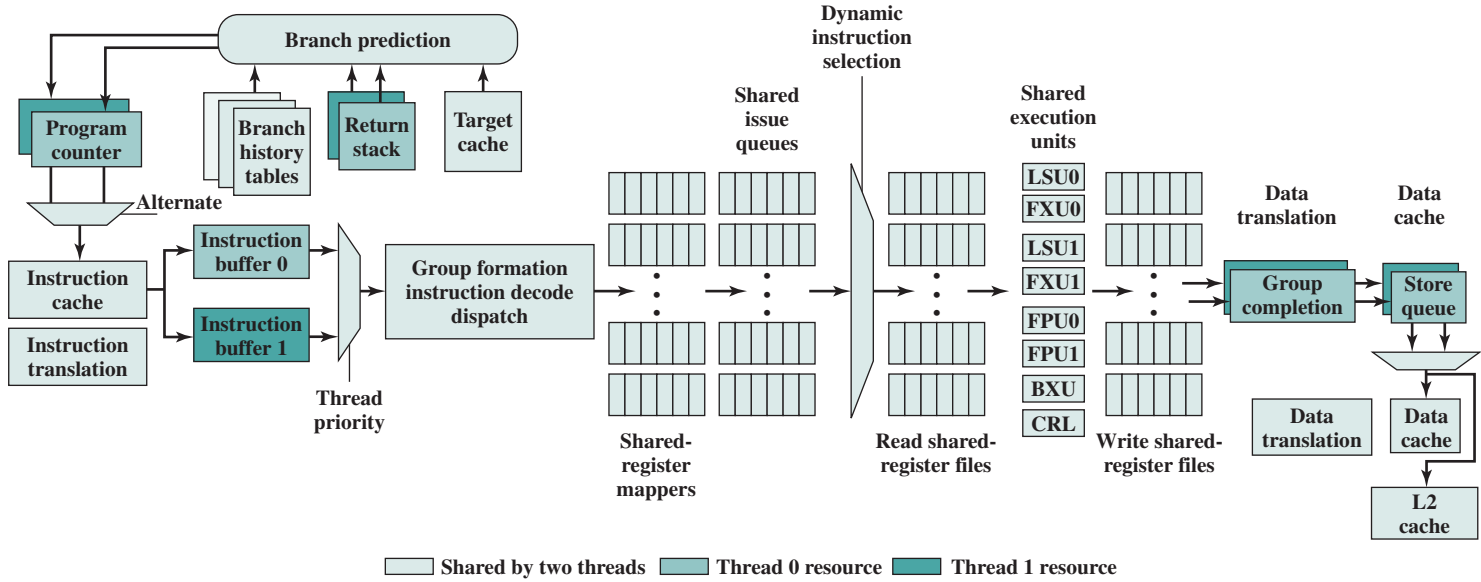 Branch prediction
Program
counter
Branch
history
tables
Return
stack
Target
cache
Alternate
Instruction
cache
Instruction
translation
Instruction
buffer 0
Instruction
buffer 1
Thread
priority
Group formation
instruction decode
dispatch
Shared-
register
mappers
Shared
issue
queues
Dynamic
instruction
selection
Read shared-
register files
Shared
execution
units
LSU0
FXU0
LSU1
FXU1
FPU0
FPU1
BXU
CRL
Write shared-
register files
Data
translation
Group
completion
Data
cache
Store
queue
Data
translation
Data
cache
L2
cache
Shared by two threads
Thread 0 resource
Thread 1 resource